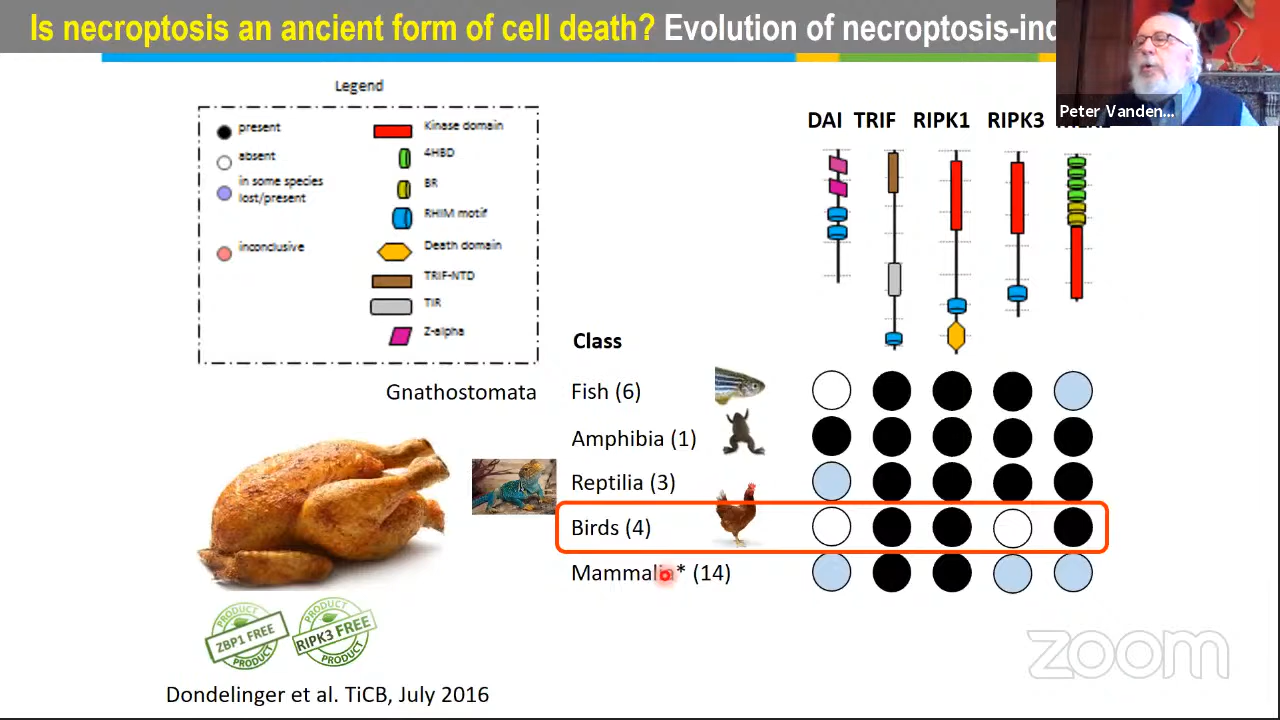 Is necroptosis an ancient form of cell death? Evolution of necroptosis-ind
Peter Vanden...
Legend
present
absent
in some species
lost/present
inconclusive
Kinase domain
4HBD
BR
RHIM motif
Death domain
TRIF-NTD
TIR
Z-alpha
DAI TRIF RIPK1 RIPK3
Class
Gnathostomata
Fish (6)
Amphibia (1)
Reptilia (3)
Birds (4)
Mammalia* (14)
PRODUCT
ZBP1 FREE
PRODUCT
PRODUCT
RIPK3 FREE
PRODUCT
Dondelinger et al. TiCB, July 2016
zoom